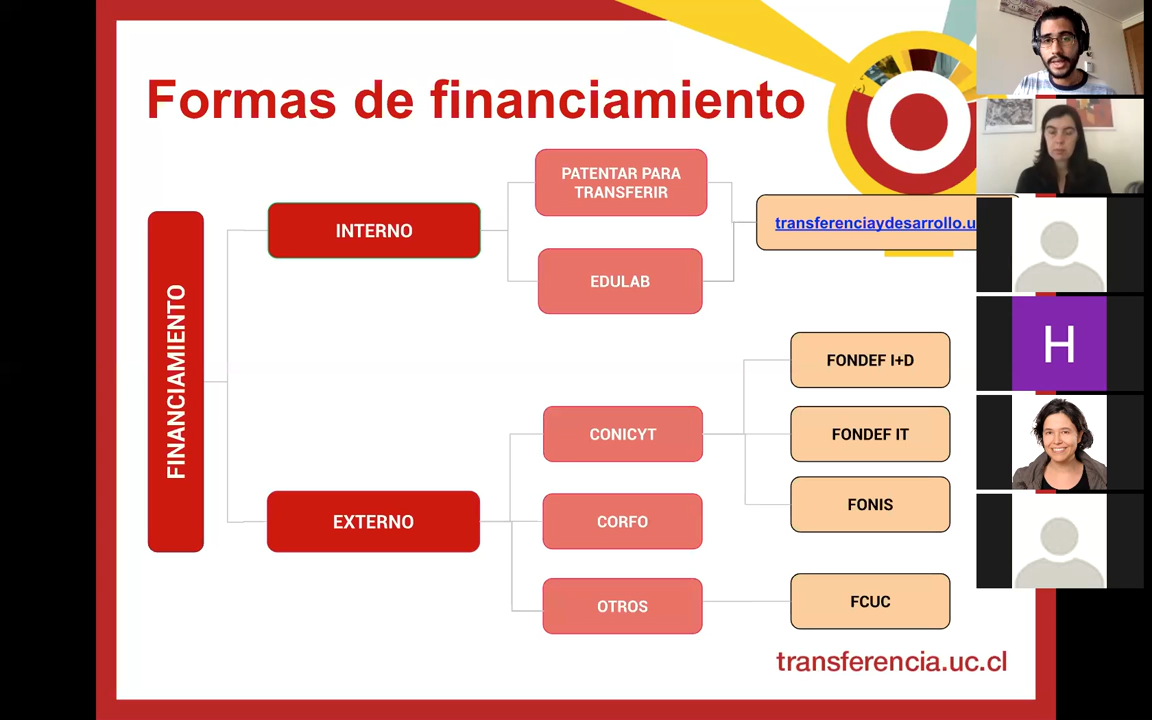 Formas de financiamiento
PATENTAR PARA
TRANSFERIR
INTERNO
transferenciaydesarrollo.u
EDULAB
FINANCIAMIENTO
FONDEF I+D
CONICYT
FONDEF IT
FONIS
EXTERNO
CORFO
OTROS
FCUC
transferencia.uc.cl
H